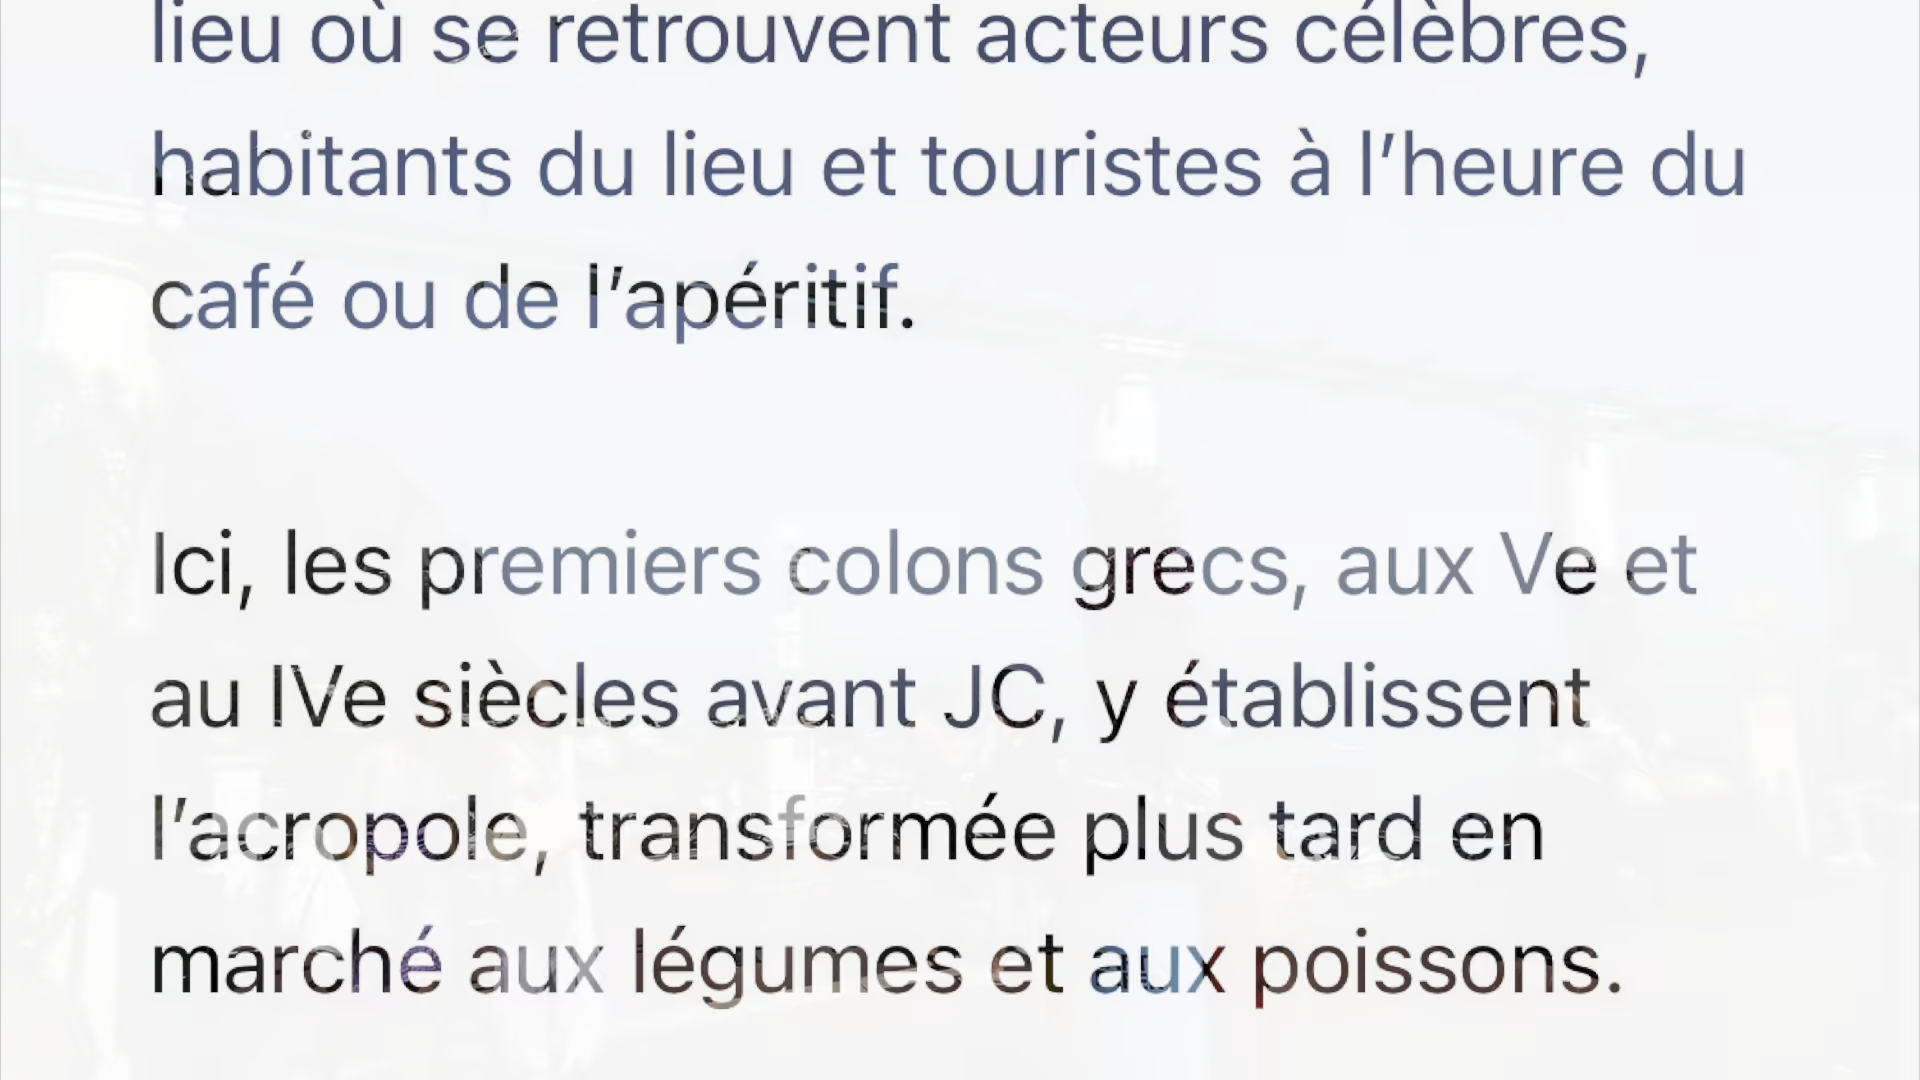 lieu où se retrouvent acteurs célèbres,
habitants du lieu et touristes à l’heure du
café ou de l’apéritif.
Ici, les premiers colons grecs, aux Ve et
au IVe siècles avant JC, y établissent
l’acropole, transformée plus tard en
marché aux légumes et aux poissons.